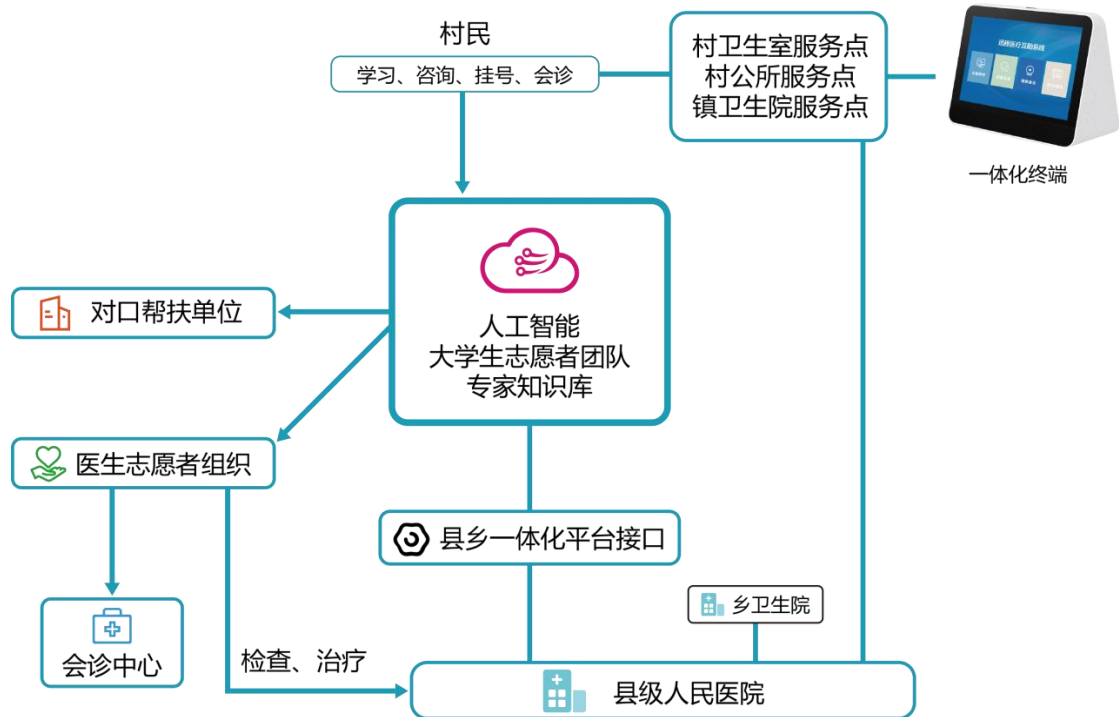 村民
学习、咨询、挂号、会诊
村卫生室服务点
村公所服务点
镇卫生院服务点
一体化终端
人工智能
大学生志愿者团队
专家知识库
对口帮扶单位
医生志愿者组织
县乡一体化平台接口
乡卫生院
会诊中心
检查、治疗
县级人民医院